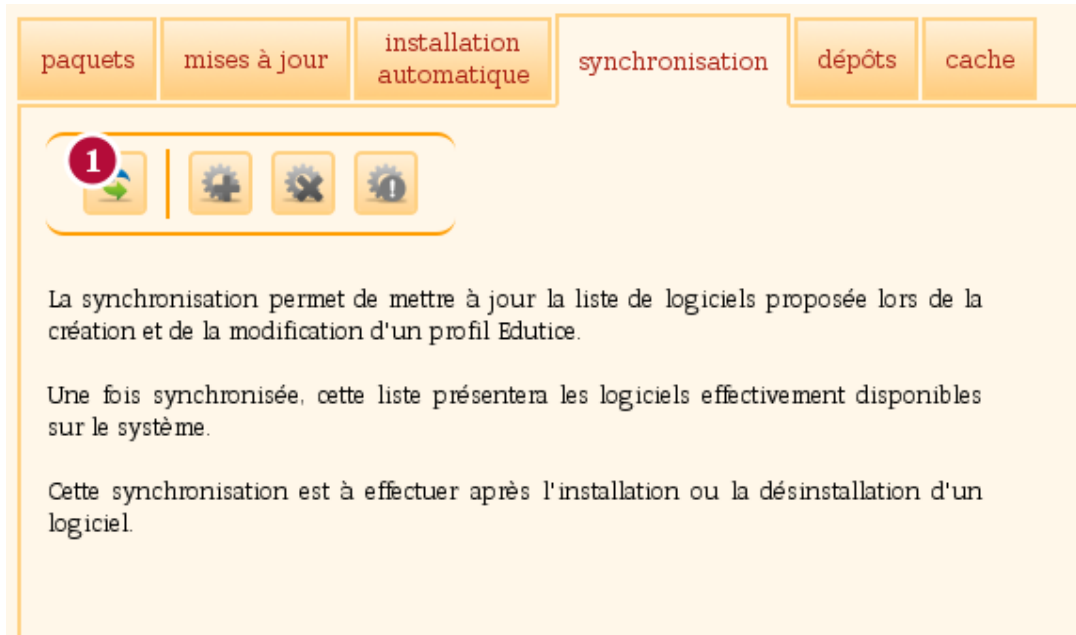 paquets
mises à jour
installation
automatique
synchronisation
dépôts
cache
1
La synchronisation permet de mettre à jour la liste de logiciels proposée lors de la
création et de la modification d'un profil Edutice.
Une fois synchronisée, cette liste présentera les logiciels effectivement disponibles
sur le système.
Cette synchronisation est à effectuer après l'installation ou la désinstallation d'un
logiciel.